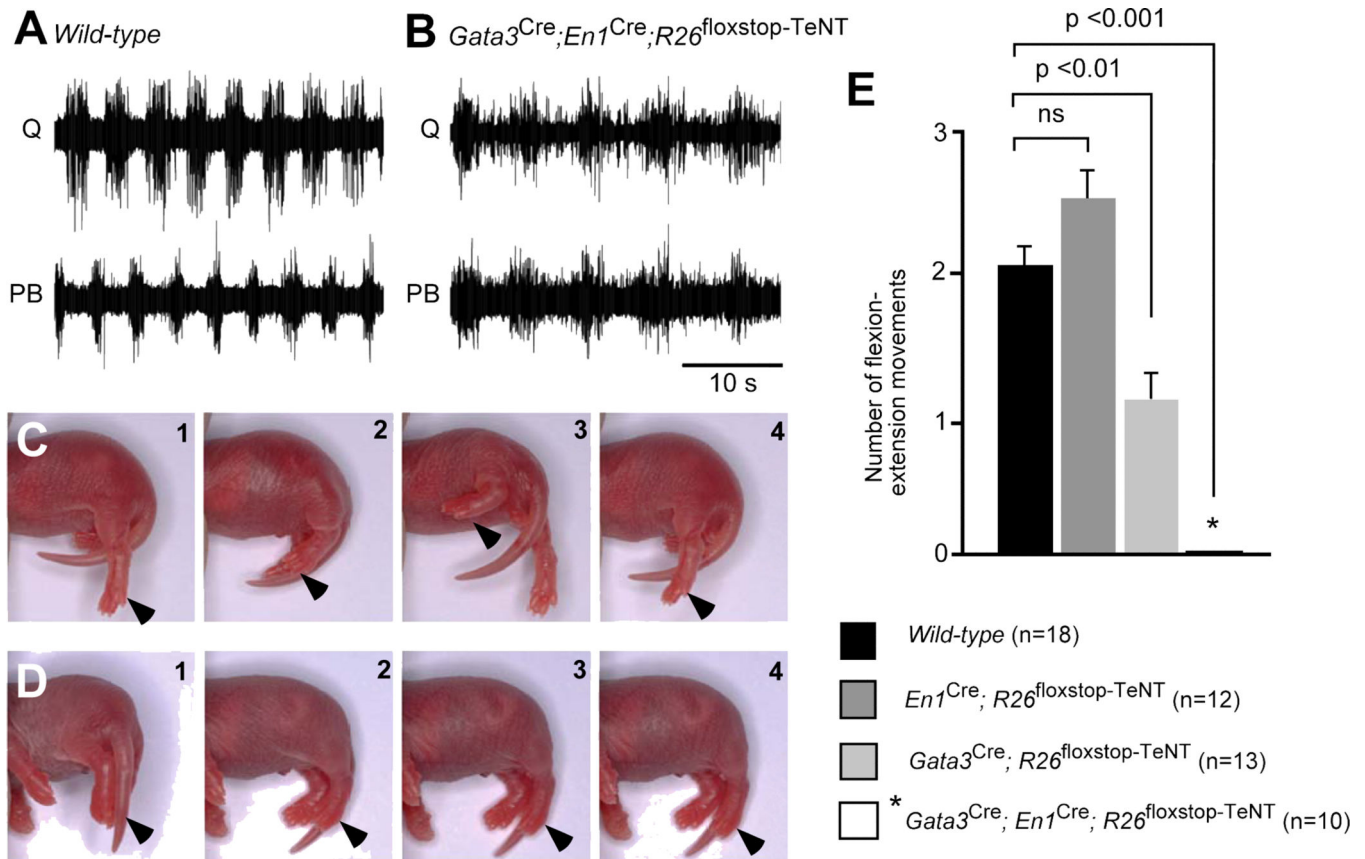 A Wild-type
B Gata3Cre;En1Cre;R26floxstop-TeNT
Q
PB
Q
PB
10 s
C
1
2
3
4
D
1
2
3
4
E
p <0.001
p <0.01
ns
3
2
1
0
Number of flexion-
extension movements
*
Wild-type (n=18)
En1Cre; R26floxstop-TeNT (n=12)
Gata3Cre; R26floxstop-TeNT (n=13)
* Gata3Cre; En1Cre; R26floxstop-TeNT (n=10)